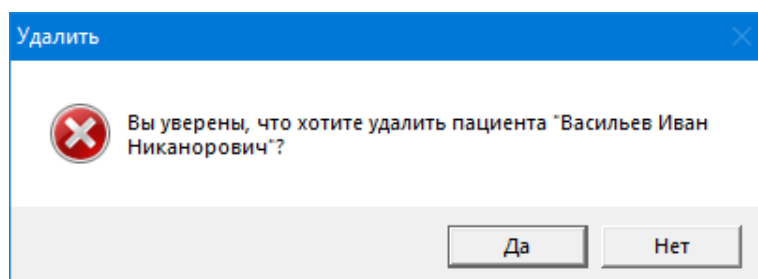 Удалить
Вы уверены, что хотите удалить пациента "Васильев Иван
Никанорович"?
Да
Нет